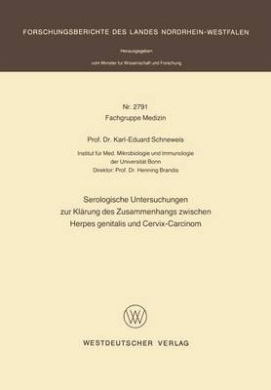 FORSCHUNGSBERICHTE DES LANDES NORDRHEIN-WESTFALEN
Herausgegeben
vom Minister für Wissenschaft und Forschung
Nr. 2791
Fachgruppe Medizin
Prof. Dr. Karl-Eduard Schneweis
Institut für Med. Mikrobiologie und Immunologie
der Universität Bonn
Direktor: Prof. Dr. Henning Brandis
Serologische Untersuchungen
zur Klärung des Zusammenhangs zwischen
Herpes genitalis und Cervix-Carcinom
WESTDEUTSCHER VERLAG